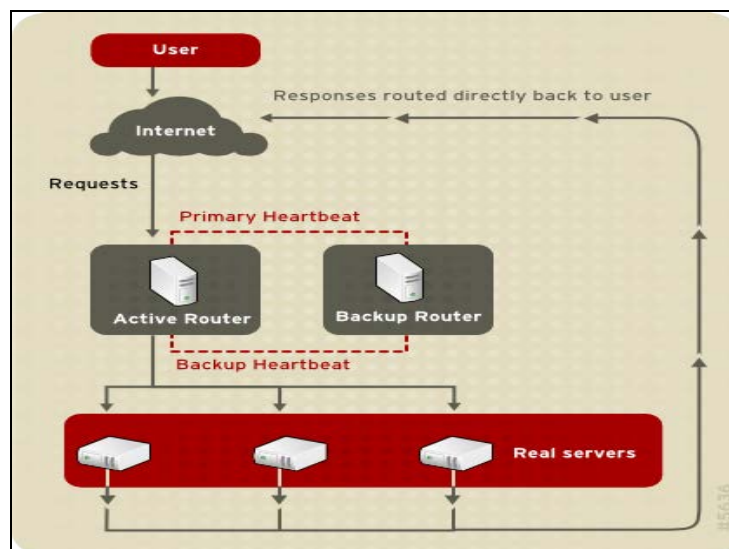 User
Responses routed directly back to user
Internet
Requests
Primary Heartbeat
Active Router
Backup Router
Backup Heartbeat
Real servers
#5636